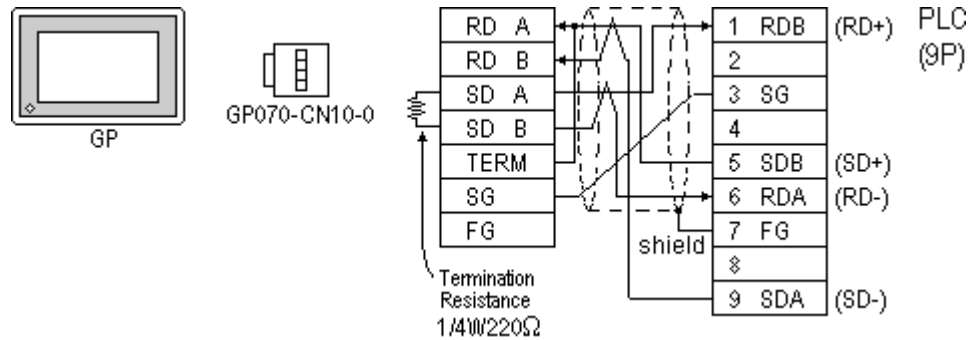 GP
GP070-CN10-0
RD A
RD B
SD A
SD B
TERM
SG
FG
Termination
Resistance
1/4W220Ω
shield
1 RDB (RD+)
2
3 SG
4
5 SDB (SD+)
6 RDA (RD-)
7 FG
8
9 SDA (SD-)
PLC
(9P)